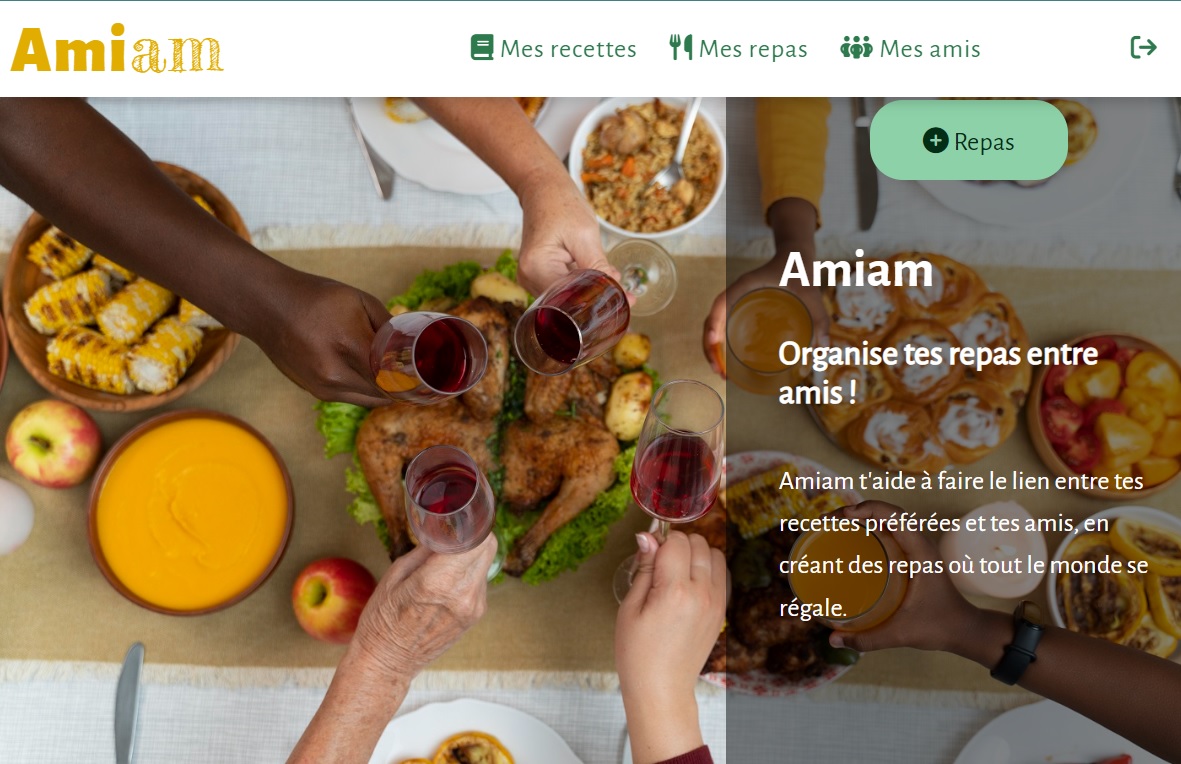 Amiam
Mes recettes
Mes repas
Mes amis
Repas
Amiam
Organise tes repas entre
amis !
Amiam t'aide à faire le lien entre tes
recettes préférées et tes amis, en
créant des repas où tout le monde se
régale.